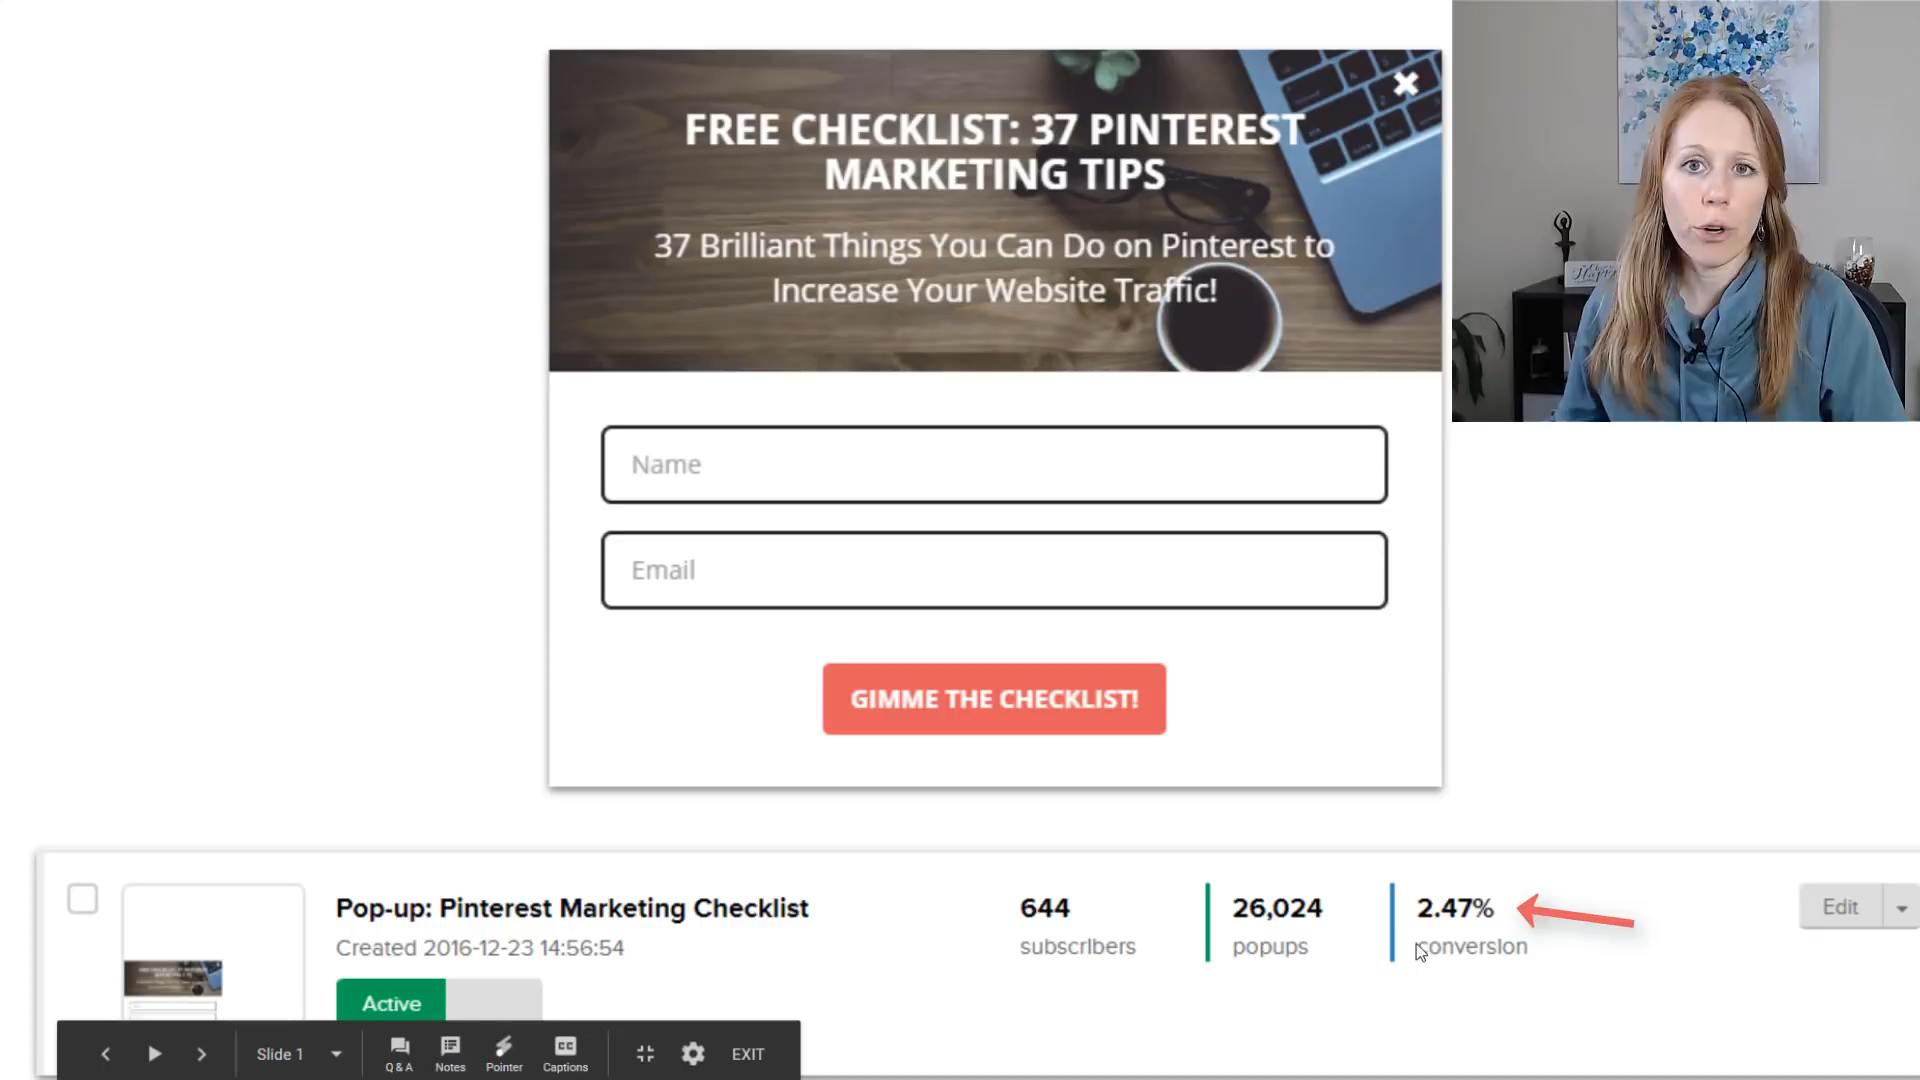 FREE CHECKLIST: 37 PINTEREST
MARKETING TIPS
37 Brilliant Things You Can Do on Pinterest to
Increase Your Website Traffic!
Name
Email
GIMME THE CHECKLIST!
Pop-up: Pinterest Marketing Checklist
Created 2016-12-23 14:56:54
Active
644
subscribers
26,024
popups
2.47%
conversion
Edit
Slide 1
Q & A
Notes
Pointer
Captions
EXIT